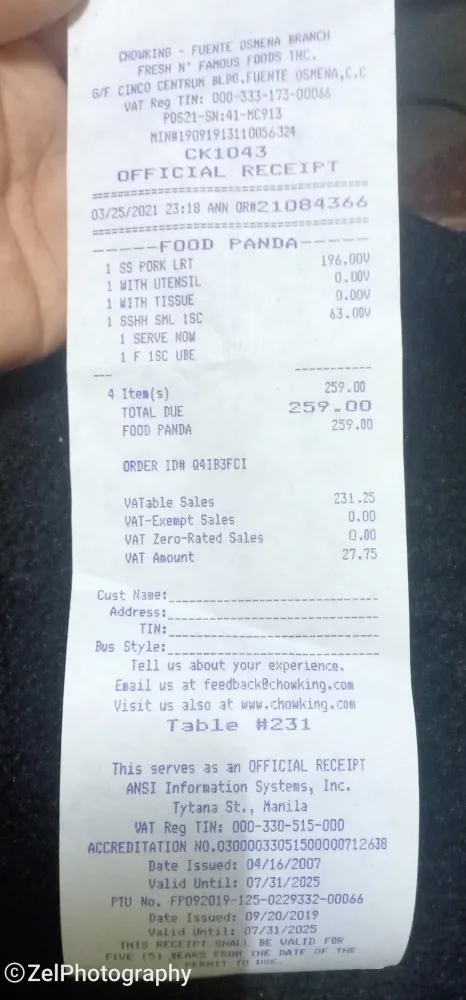 CHOWKING - FUENTE OSMENA BRANCH
FRESH N' FAMOUS FOODS INC.
G/F CINCO CENTRUM BLDG.FUENTE OSMENA,C.C
VAT Reg TIN: 000-333-173-00066
POS21-SN:41-MC913
MIN#19091913110056324
CK1043
OFFICIAL RECEIPT
03/25/2021 23:18 ANN OR#21084366
-----FOOD PANDA-----
1 SS PORK LRT 196.00V
1 WITH UTENSIL 0.00V
1 WITH TISSUE 0.00V
1 SSHH SML 1SC 63.00V
1 SERVE NOW
1 F 1SC UBE
4 Item(s) 259.00
TOTAL DUE 259.00
FOOD PANDA 259.00
ORDER ID# Q4IB3FCI
VATable Sales 231.25
VAT-Exempt Sales 0.00
VAT Zero-Rated Sales 0.00
VAT Amount 27.75
Cust Name:
Address:
TIN:
Bus Style:
Tell us about your experience.
Email us at feedback@chowking.com
Visit us also at www.chowking.com
Table #231
This serves as an OFFICIAL RECEIPT
ANSI Information Systems, Inc.
Tytana St., Manila
VAT Reg TIN: 000-330-515-000
ACCREDITATION NO.030000330515000000712638
Date Issued: 04/16/2007
Valid Until: 07/31/2025
PTU No. FP092019-125-0229332-00066
Date Issued: 09/20/2019
Valid Until: 07/31/2025
THIS RECEIPT SHALL BE VALID FOR
FIVE (5) YEARS FROM THE DATE OF THE
PERMIT TO USE.
©ZelPhotography